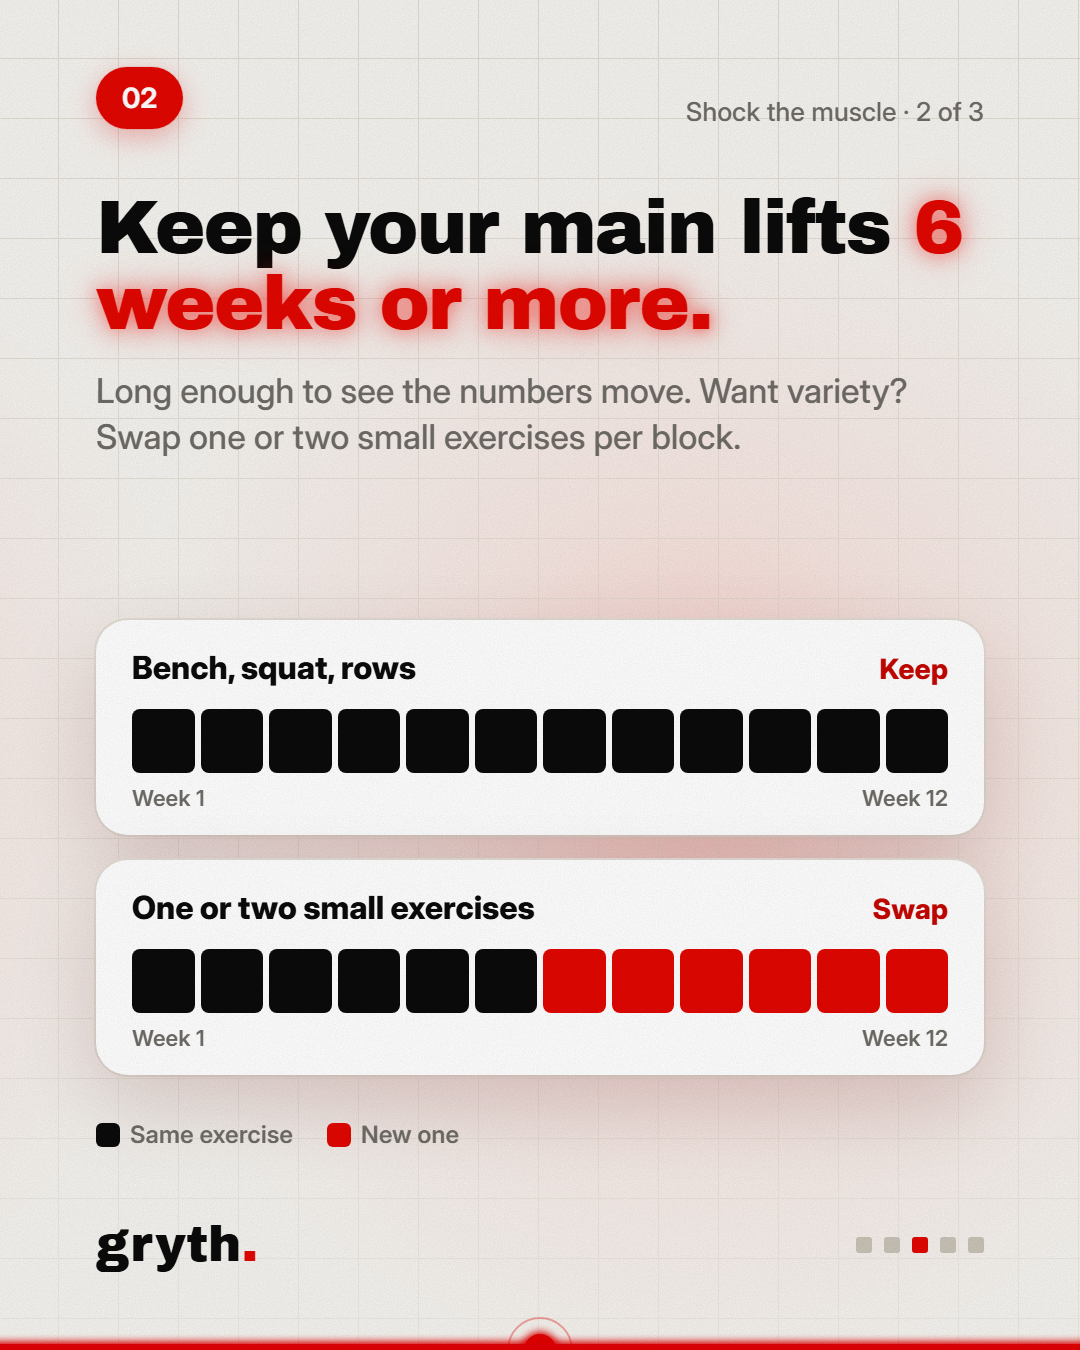 02
Shock the muscle · 2 of 3
Keep your main lifts 6
weeks or more.
Long enough to see the numbers move. Want variety?
Swap one or two small exercises per block.
Bench, squat, rows
Keep
Week 1
Week 12
One or two small exercises
Swap
Week 1
Week 12
Same exercise
New one
gryth.